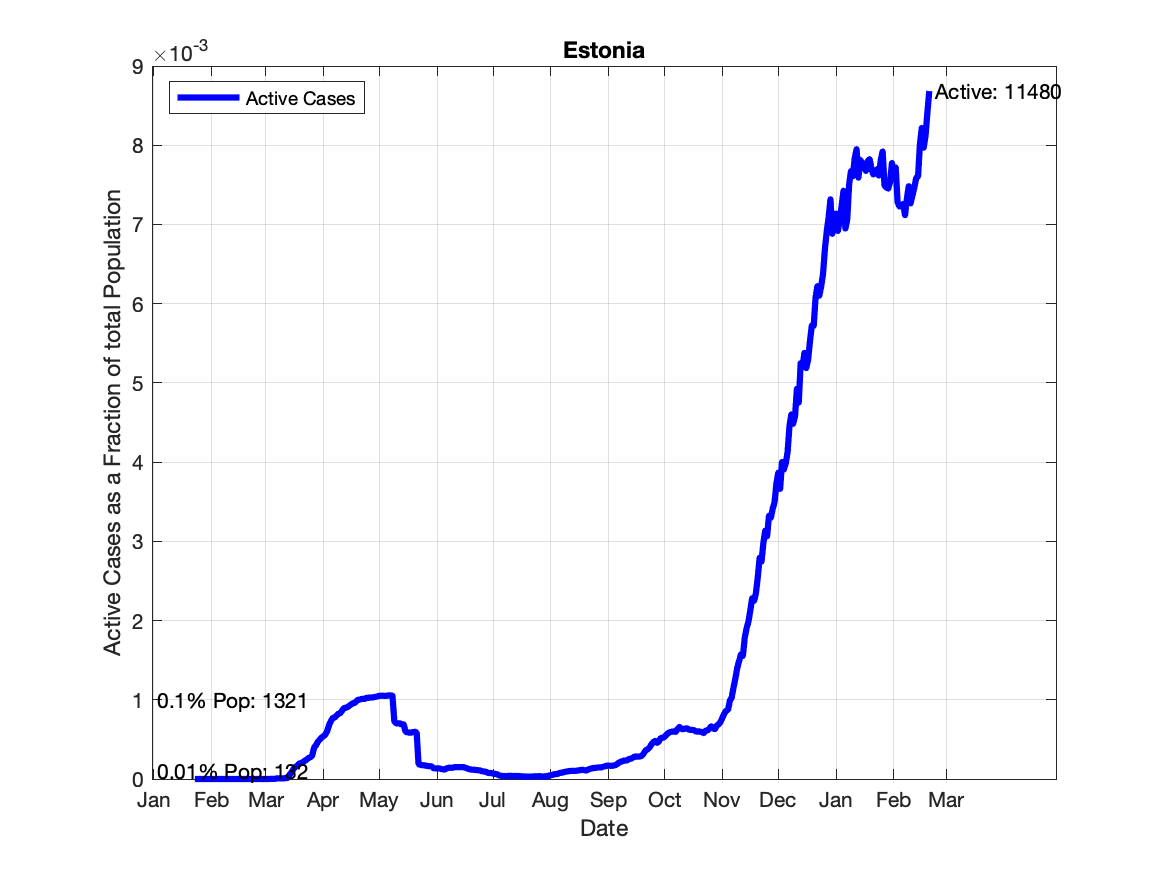 Estonia
×10-3
9
8
7
6
5
4
3
2
1
0
Active Cases as a Fraction of total Population
Active Cases
Active: 11480
0.1% Pop: 1321
0.01% Pop: 132
Jan Feb Mar Apr May Jun Jul Aug Sep Oct Nov Dec Jan Feb Mar
Date